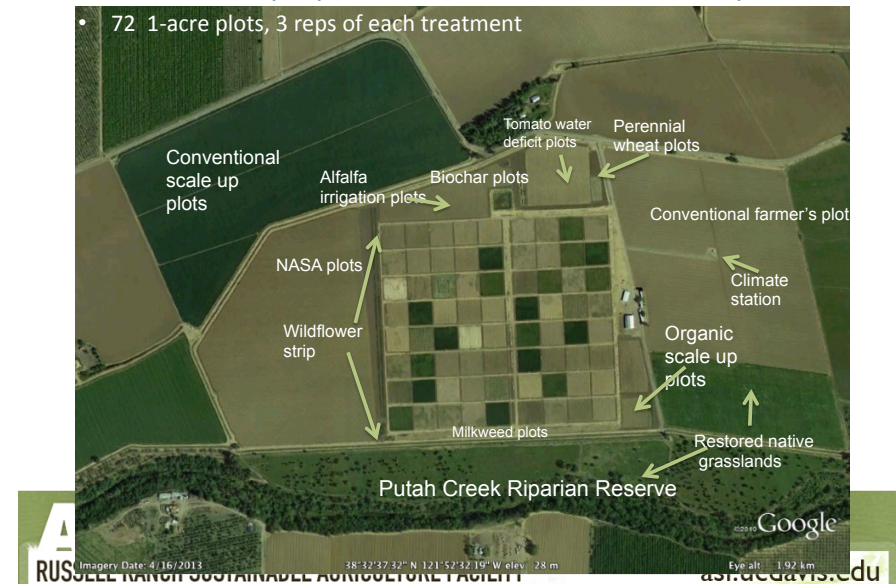 • 72 1-acre plots, 3 reps of each treatment
Tomato water
deficit plots
Perennial
wheat plots
Conventional
scale up
plots
Alfalfa
irrigation plots
Biochar plots
Conventional farmer's plot
NASA plots
Climate
station
Wildflower
strip
Organic
scale up
plots
Milkweed plots
Restored native
grasslands
Putah Creek Riparian Reserve
©2010 Google
Imagery Date: 4/16/2013 38°32'37.32" N 121°52'32.19" W elev 28 m Eye alt 1.92 km
RUSSELL RANCH SUSTAINABLE AGRICULTURE FACILITY